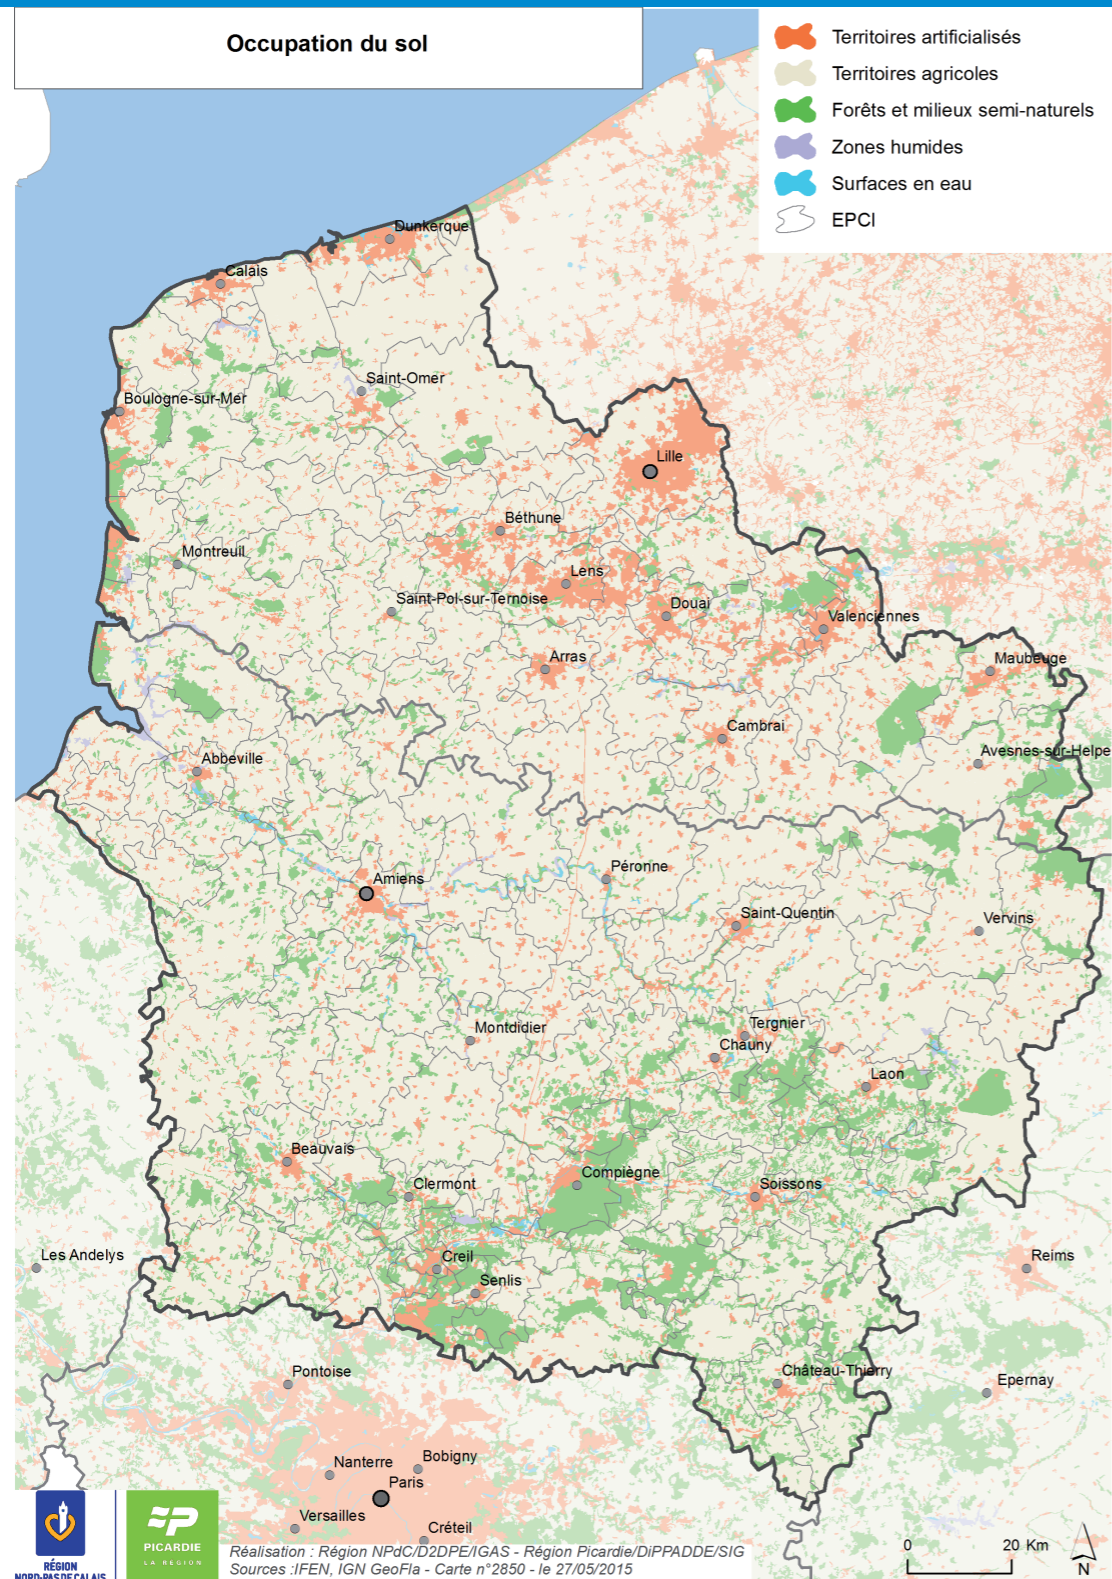 Occupation du sol
Territoires artificialisés
Territoires agricoles
Forêts et milieux semi-naturels
Zones humides
Surfaces en eau
EPCI
Dunkerque
Calais
Saint-Omer
Boulogne-sur-Mer
Lille
Béthune
Montreuil
Lens
Saint-Pol-sur-Ternoise
Douai
Valenciennes
Arras
Maubeuge
Cambrai
Avesnes-sur-Helpe
Abbeville
Péronne
Amiens
Saint-Quentin
Vervins
Montdidier
Tergnier
Chauny
Laon
Beauvais
Clermont
Compiègne
Soissons
Les Andelys
Creil
Senlis
Reims
Pontoise
Château-Thierry
Epernay
Nanterre
Bobigny
Paris
Versailles
Créteil
RÉGION
NORD-PAS DE CALAIS
PICARDIE
LA RÉGION
Réalisation : Région NPdC/D2DPE/IGAS - Région Picardie/DiPPADDE/SIG
Sources :IFEN, IGN GeoFla - Carte n°2850 - le 27/05/2015
0 20 Km
N